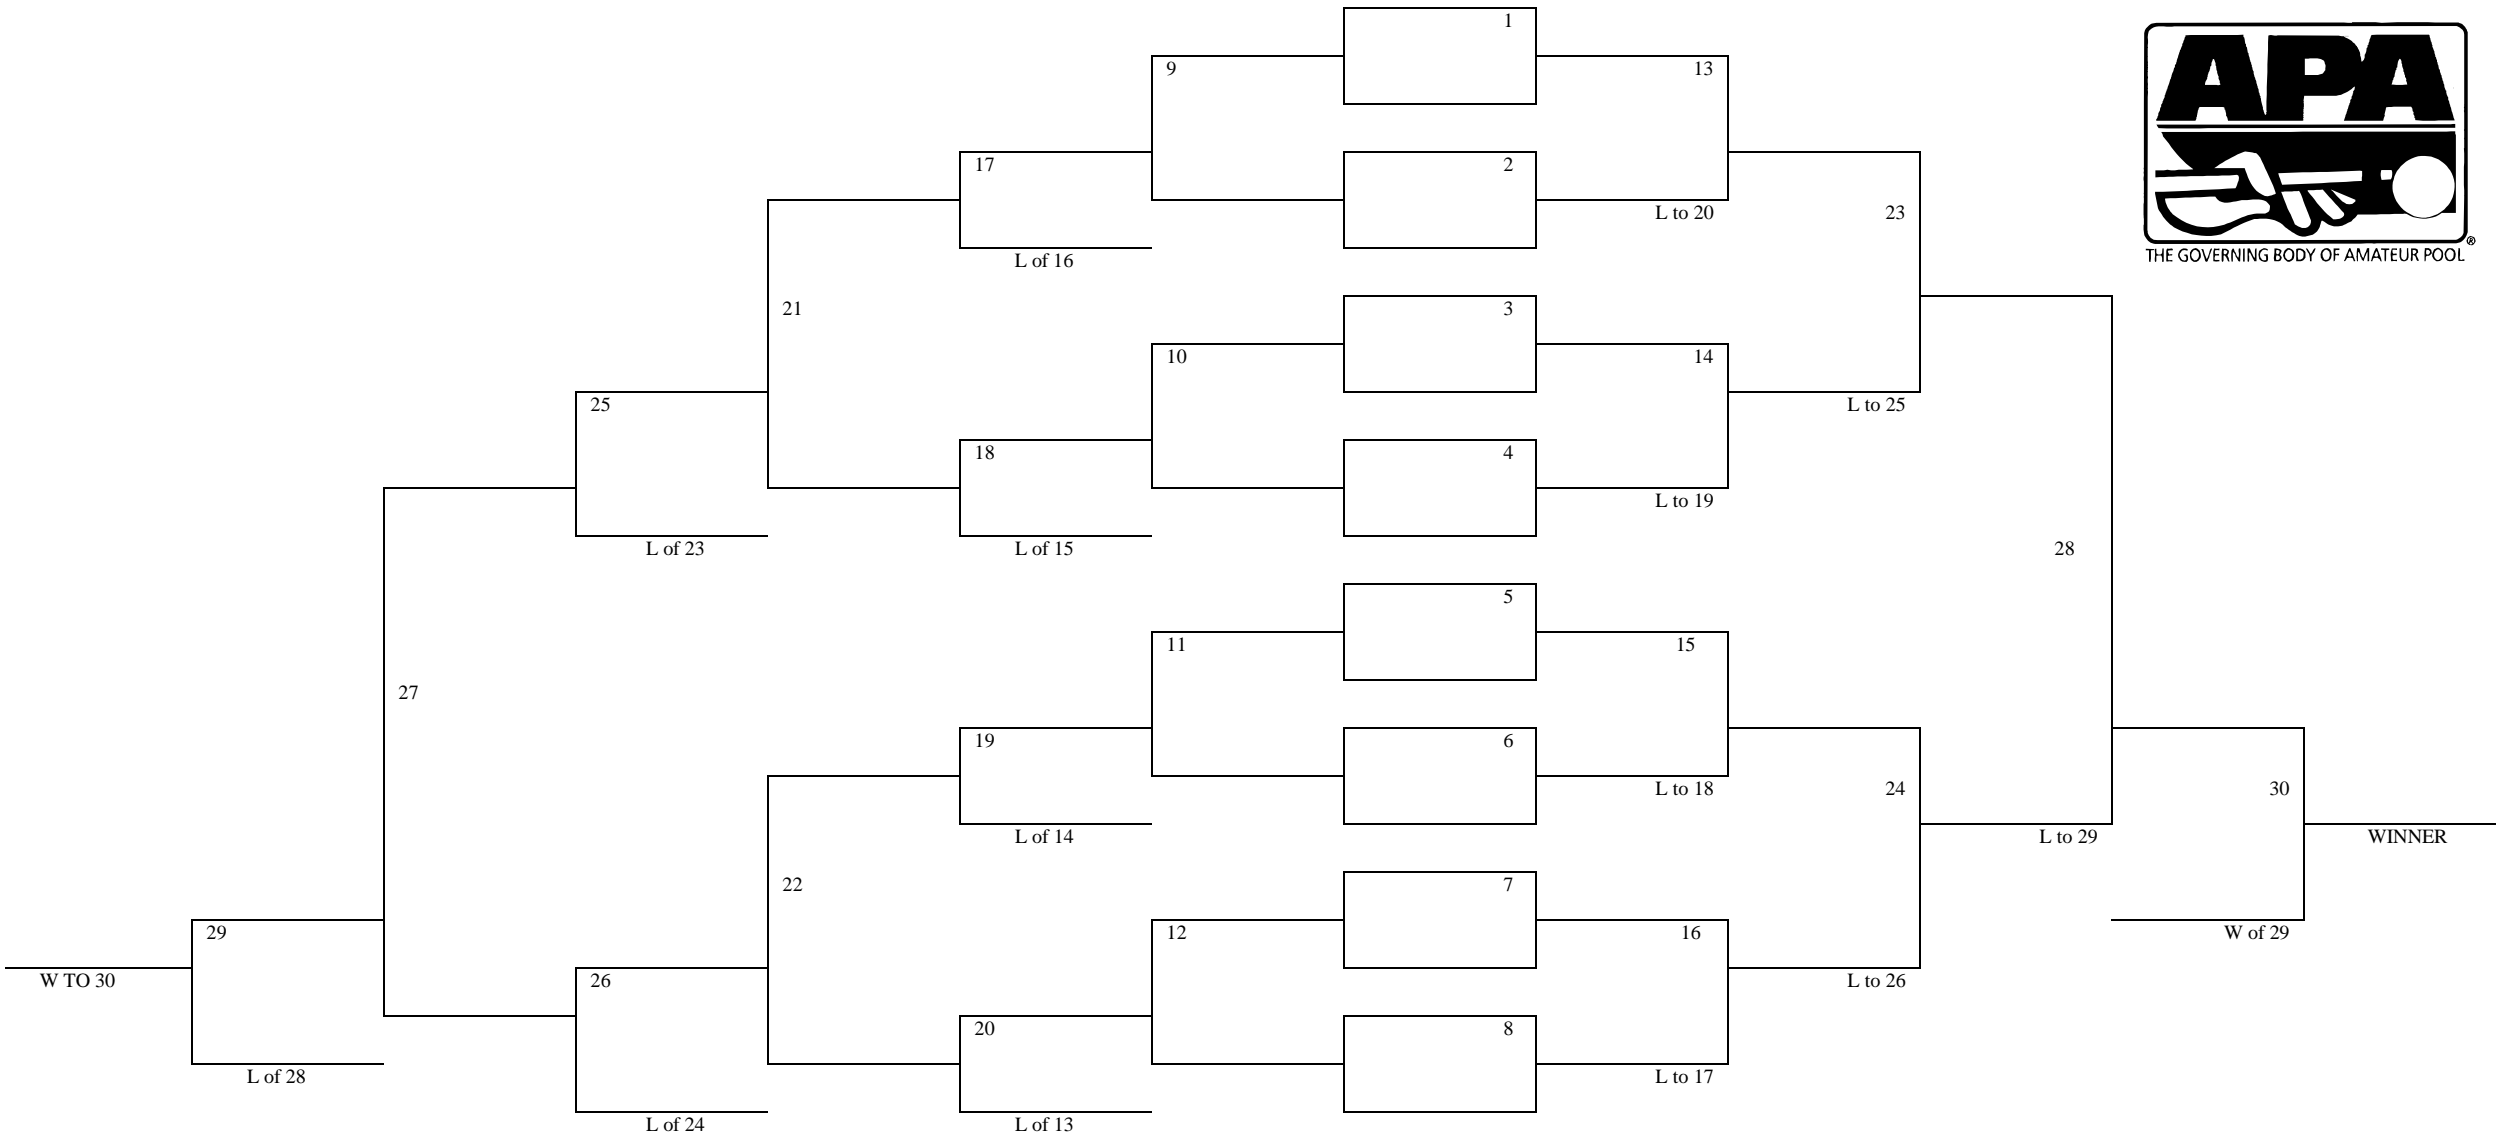 1
9
13
APA
2
17
L to 20
23
THE GOVERNING BODY OF AMATEUR POOL®
L of 16
3
21
10
14
25
L to 25
18
4
L to 19
L of 23
L of 15
28
5
11
15
27
19
6
L to 18
24
30
L of 14
L to 29
WINNER
22
7
29
12
16
W of 29
W TO 30
26
L to 26
20
8
L of 28
L to 17
L of 24
L of 13